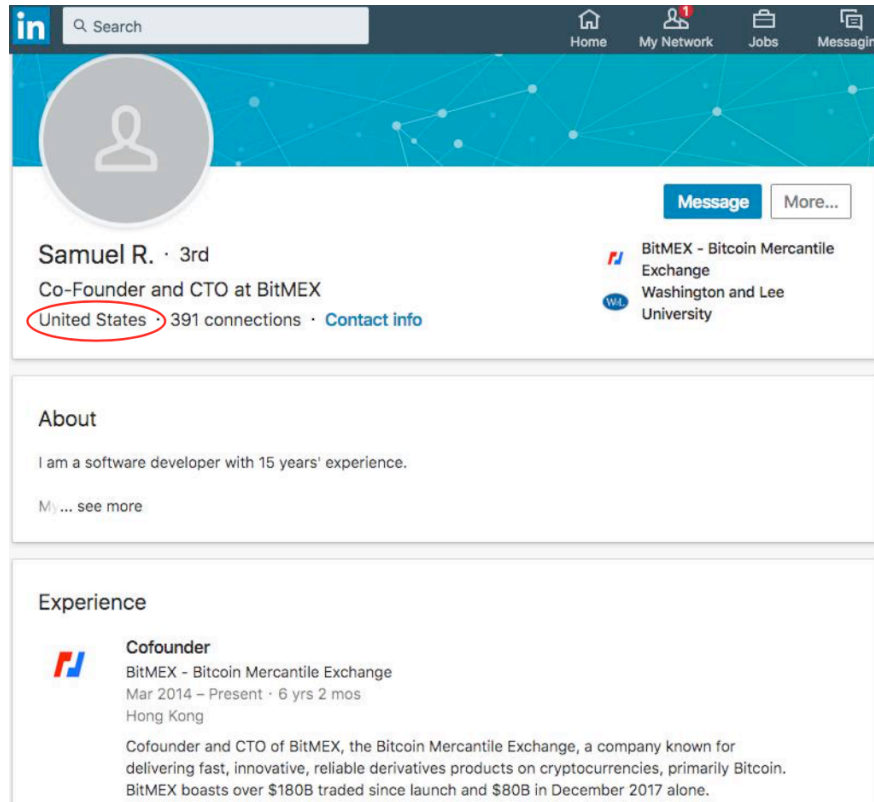 in
Search
1
Home
My Network
Jobs
Messagin
Message
More...
Samuel R. · 3rd
Co-Founder and CTO at BitMEX
United States · 391 connections · Contact info
BitMEX - Bitcoin Mercantile
Exchange
W&L
Washington and Lee
University
About
I am a software developer with 15 years' experience.
My... see more
Experience
Cofounder
BitMEX - Bitcoin Mercantile Exchange
Mar 2014 – Present · 6 yrs 2 mos
Hong Kong
Cofounder and CTO of BitMEX, the Bitcoin Mercantile Exchange, a company known for
delivering fast, innovative, reliable derivatives products on cryptocurrencies, primarily Bitcoin.
BitMEX boasts over $180B traded since launch and $80B in December 2017 alone.